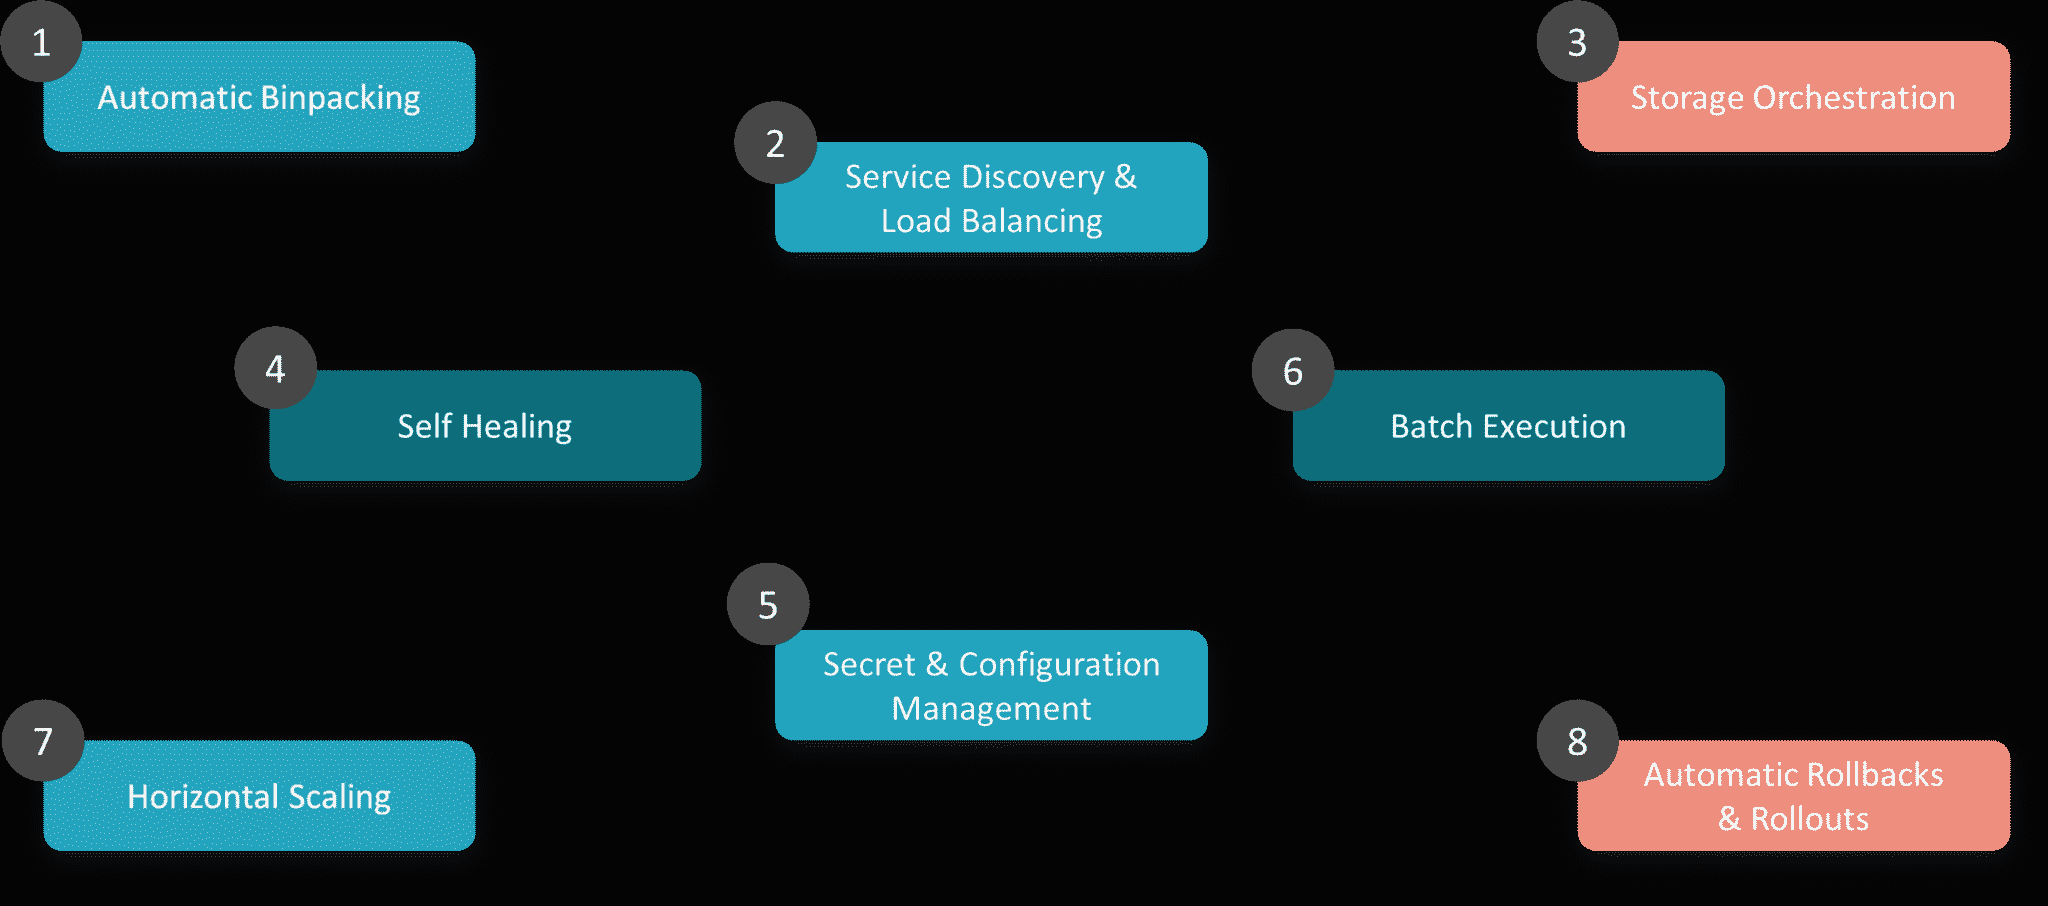 1
Automatic Binpacking
2
Service Discovery &
Load Balancing
3
Storage Orchestration
4
Self Healing
5
Secret & Configuration
Management
6
Batch Execution
7
Horizontal Scaling
8
Automatic Rollbacks
& Rollouts